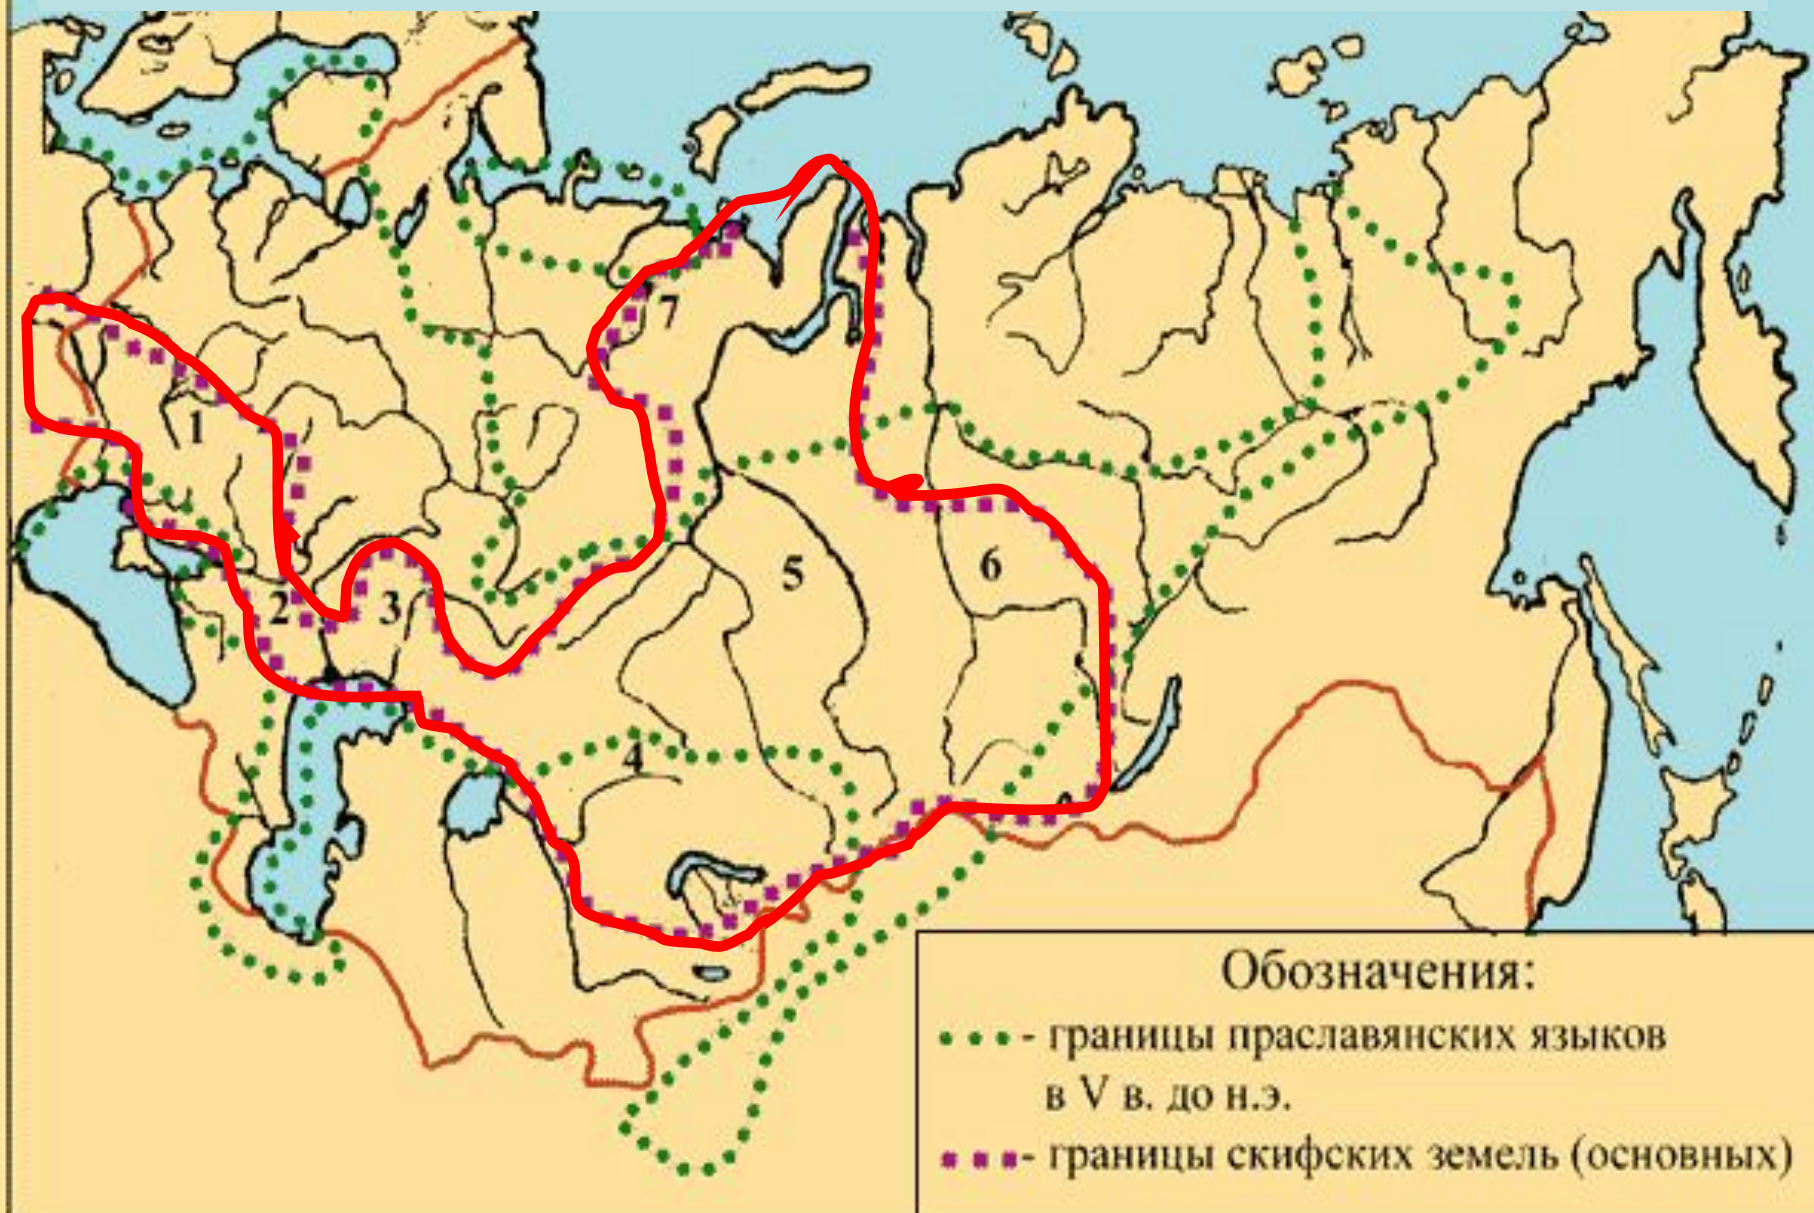 7
1
5
6
2
3
4
Обозначения:
- границы праславянских языков
в V в. до н.э.
- границы скифских земель (основных)